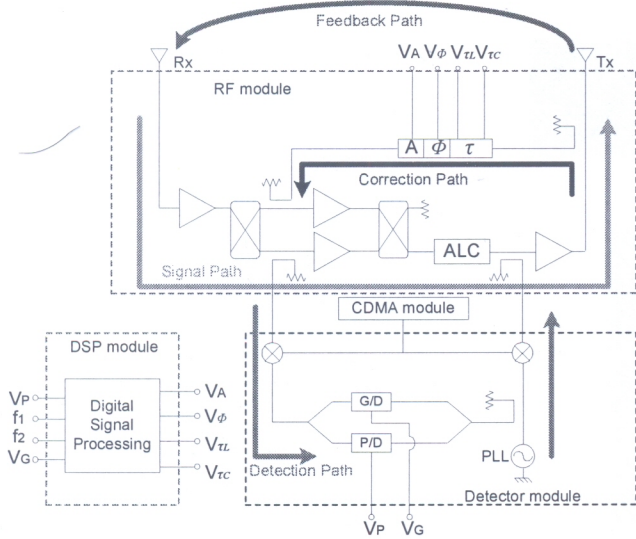 Feedback Path
Rx
VA VΦ VτL VτC
Tx
RF module
A Φ τ
Correction Path
ALC
Signal Path
CDMA module
DSP module
VP
f1
f2
VG
Digital
Signal
Processing
VA
VΦ
VτL
VτC
G/D
P/D
PLL
Detection Path
Detector module
VP VG